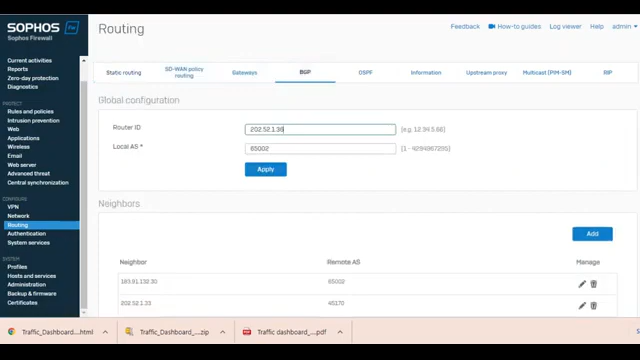 SOPHOS
Sophos Firewall
Routing
Feedback
How-to guides
Log viewer
Help
admin
Current activities
Reports
Zero-day protection
Diagnostics
PROTECT
Rules and policies
Intrusion prevention
Web
Applications
Wireless
Email
Web server
Advanced threat
Central synchronization
CONFIGURE
VPN
Network
Routing
Authentication
System services
SYSTEM
Profiles
Hosts and services
Administration
Backup & firmware
Certificates
Static routing
SD-WAN policy
routing
Gateways
BGP
OSPF
Information
Upstream proxy
Multicast (PIM-SM)
RIP
Global configuration
Router ID
202.52.1.30
(e.g. 12.34.5.66)
Local AS *
65002
(1 - 4294967295)
Apply
Neighbors
Add
Neighbor
Remote AS
Manage
183.91.132.30
65002
202.52.1.33
45170
Traffic_Dashboard_....html
Traffic_Dashboard_....zip
Traffic dashboard_....pdf